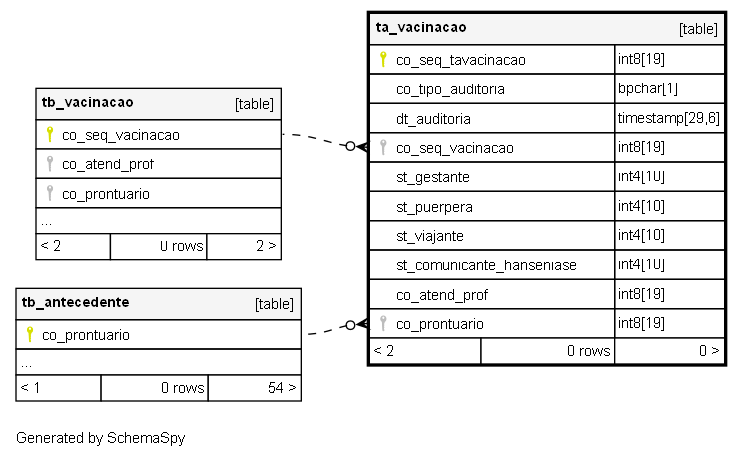 ta_vacinacao [table]
co_seq_tavacinacao int8[19]
co_tipo_auditoria bpchar[1]
dt_auditoria timestamp[29,6]
co_seq_vacinacao int8[19]
st_gestante int4[10]
st_puerpera int4[10]
st_viajante int4[10]
st_comunicante_hanseniase int4[10]
co_atend_prof int8[19]
co_prontuario int8[19]
< 2 0 rows 0 >
tb_vacinacao [table]
co_seq_vacinacao
co_atend_prof
co_prontuario
...
< 2 0 rows 2 >
tb_antecedente [table]
co_prontuario
...
< 1 0 rows 54 >
Generated by SchemaSpy